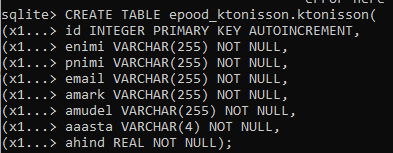 sqlite> CREATE TABLE epood_ktonisson.ktonisson(
(x1...> id INTEGER PRIMARY KEY AUTOINCREMENT,
(x1...> enimi VARCHAR(255) NOT NULL,
(x1...> pnimi VARCHAR(255) NOT NULL,
(x1...> email VARCHAR(255) NOT NULL,
(x1...> amark VARCHAR(255) NOT NULL,
(x1...> amudel VARCHAR(255) NOT NULL,
(x1...> aaasta VARCHAR(4) NOT NULL,
(x1...> ahind REAL NOT NULL);